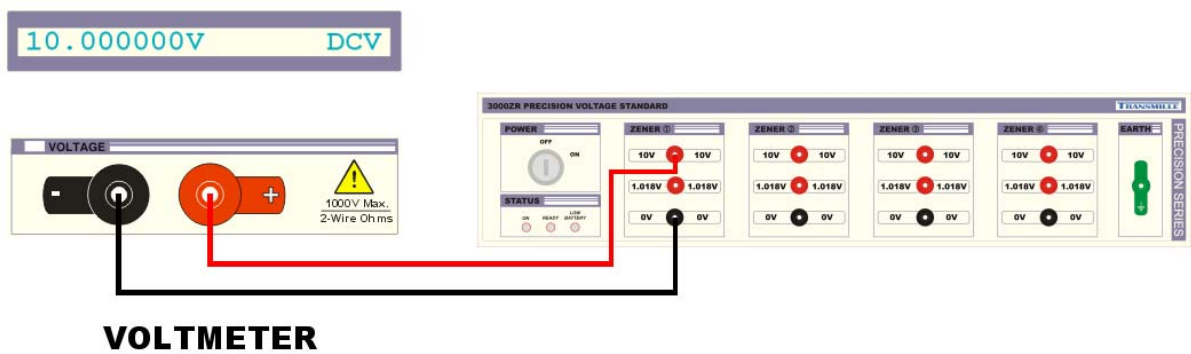 10.000000V DCV
3000ZR PRECISION VOLTAGE STANDARD TRANSMILLE
POWER
OFF
ON
STATUS
ON READY LOW BATTERY
ZENER ①
10V 10V
1.018V 1.018V
0V 0V
ZENER ②
10V 10V
1.018V 1.018V
0V 0V
ZENER ③
10V 10V
1.018V 1.018V
0V 0V
ZENER
10V 10V
1.018V 1.018V
0V 0V
EARTH
PRECISION SERIES
VOLTAGE
- +
!
1000V Max.
2-Wire Ohms
VOLTMETER